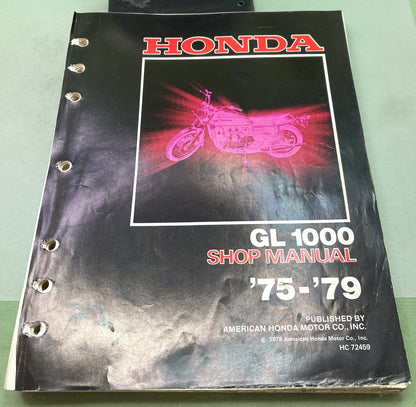 HONDA
GL 1000
SHOP MANUAL
'75-'79
PUBLISHED BY
AMERICAN HONDA MOTOR CO., INC.
© 1978 American Honda Motor Co., Inc.
HC 72459